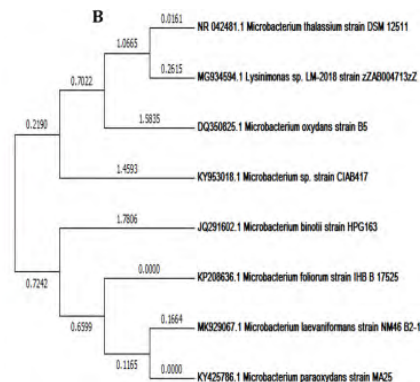 B
0.0161
NR 042481.1 Microbacterium thalassium strain DSM 12511
1.0665
0.2615
MG934594.1 Lysinimonas sp. LM-2018 strain zZAB004713zZ
0.7022
1.5835
DQ350825.1 Microbacterium oxydans strain B5
0.2190
1.4593
KY953018.1 Microbacterium sp. strain CIAB417
1.7806
JQ291602.1 Microbacterium binotii strain HPG163
0.7242
0.0000
KP208636.1 Microbacterium foliorum strain IHB B 17525
0.6599
0.1664
MK929067.1 Microbacterium laevaniformans strain NM46 B2-1
0.1165
0.0000
KY425786.1 Microbacterium paraoxydans strain MA25